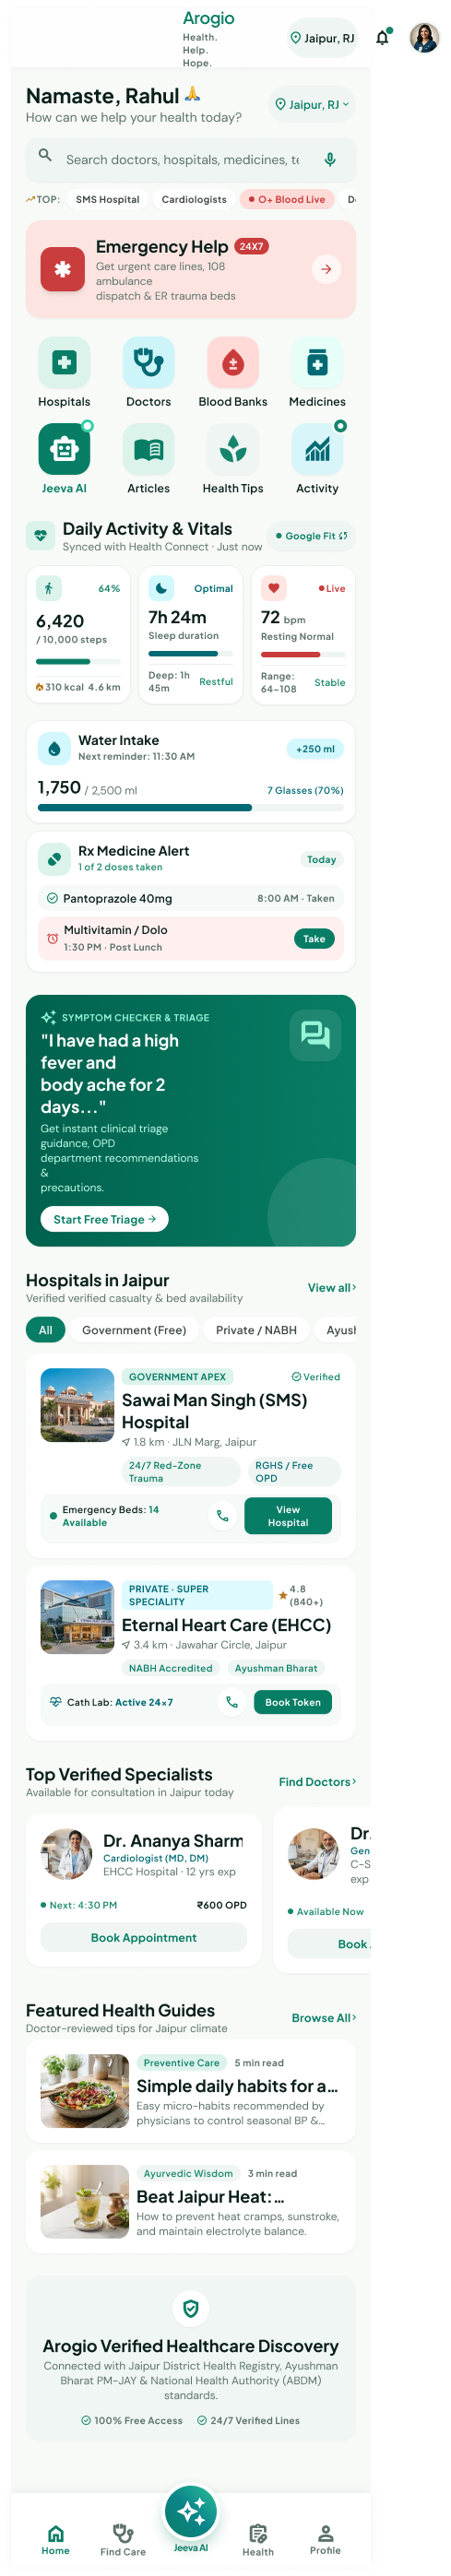 Arogio
Health.
Help.
Hope.
Jaipur, RJ
Namaste, Rahul 🙏
Jaipur, RJ
How can we help your health today?
Search doctors, hospitals, medicines, te
TOP:
SMS Hospital
Cardiologists
O+ Blood Live
Emergency Help 24X7
Get urgent care lines, 108
ambulance
dispatch & ER trauma beds
Hospitals
Doctors
Blood Banks
Medicines
Jeeva AI
Articles
Health Tips
Activity
Daily Activity & Vitals
Synced with Health Connect · Just now
Google Fit
64%
6,420
/ 10,000 steps
310 kcal 4.6 km
Optimal
7h 24m
Sleep duration
Deep: 1h
45m
Restful
Live
72 bpm
Resting Normal
Range:
64-108
Stable
Water Intake
Next reminder: 11:30 AM
+250 ml
1,750 / 2,500 ml
7 Glasses (70%)
Rx Medicine Alert
1 of 2 doses taken
Today
Pantoprazole 40mg
8:00 AM · Taken
Multivitamin / Dolo
1:30 PM · Post Lunch
Take
SYMPTOM CHECKER & TRIAGE
"I have had a high
fever and
body ache for 2
days..."
Get instant clinical triage
guidance, OPD
department recommendations
&
precautions.
Start Free Triage
Hospitals in Jaipur
Verified verified casualty & bed availability
View all
All
Government (Free)
Private / NABH
Ayush
GOVERNMENT APEX
Verified
Sawai Man Singh (SMS)
Hospital
1.8 km · JLN Marg, Jaipur
24/7 Red-Zone
Trauma
RGHS / Free
OPD
Emergency Beds: 14
Available
View
Hospital
PRIVATE · SUPER
SPECIALITY
4.8
(840+)
Eternal Heart Care (EHCC)
3.4 km · Jawahar Circle, Jaipur
NABH Accredited
Ayushman Bharat
Cath Lab: Active 24×7
Book Token
Top Verified Specialists
Available for consultation in Jaipur today
Find Doctors
Dr. Ananya Sharm
Cardiologist (MD, DM)
EHCC Hospital · 12 yrs exp
Next: 4:30 PM
₹600 OPD
Book Appointment
Dr.
Gen
C-S
exp
Available Now
Book
Featured Health Guides
Doctor-reviewed tips for Jaipur climate
Browse All
Preventive Care
5 min read
Simple daily habits for a...
Easy micro-habits recommended by
physicians to control seasonal BP &...
Ayurvedic Wisdom
3 min read
Beat Jaipur Heat:...
How to prevent heat cramps, sunstroke,
and maintain electrolyte balance.
Arogio Verified Healthcare Discovery
Connected with Jaipur District Health Registry, Ayushman
Bharat PM-JAY & National Health Authority (ABDM)
standards.
100% Free Access
24/7 Verified Lines
Home
Find Care
Jeeva AI
Health
Profile